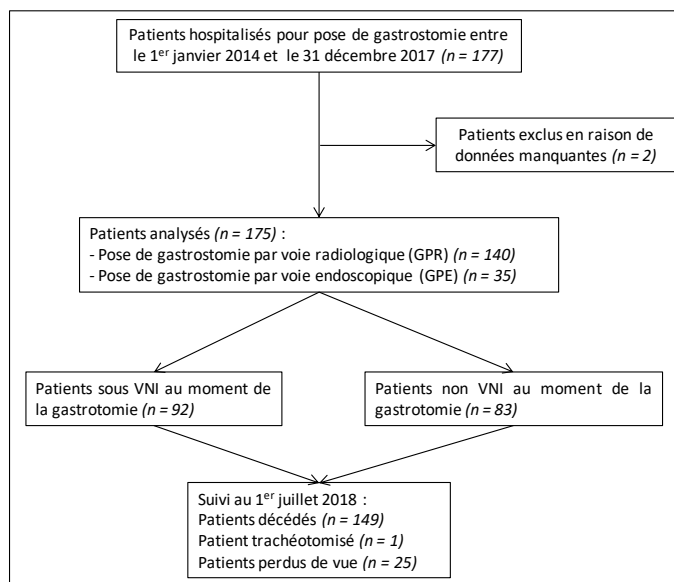 Patients hospitalisés pour pose de gastrostomie entre
le 1er janvier 2014 et le 31 décembre 2017 (n = 177)
Patients exclus en raison de
données manquantes (n = 2)
Patients analysés (n = 175) :
- Pose de gastrostomie par voie radiologique (GPR) (n = 140)
- Pose de gastrostomie par voie endoscopique (GPE) (n = 35)
Patients sous VNI au moment de
la gastrotomie (n = 92)
Patients non VNI au moment de la
gastrotomie (n = 83)
Suivi au 1er juillet 2018 :
Patients décédés (n = 149)
Patient trachéotomisé (n = 1)
Patients perdus de vue (n = 25)